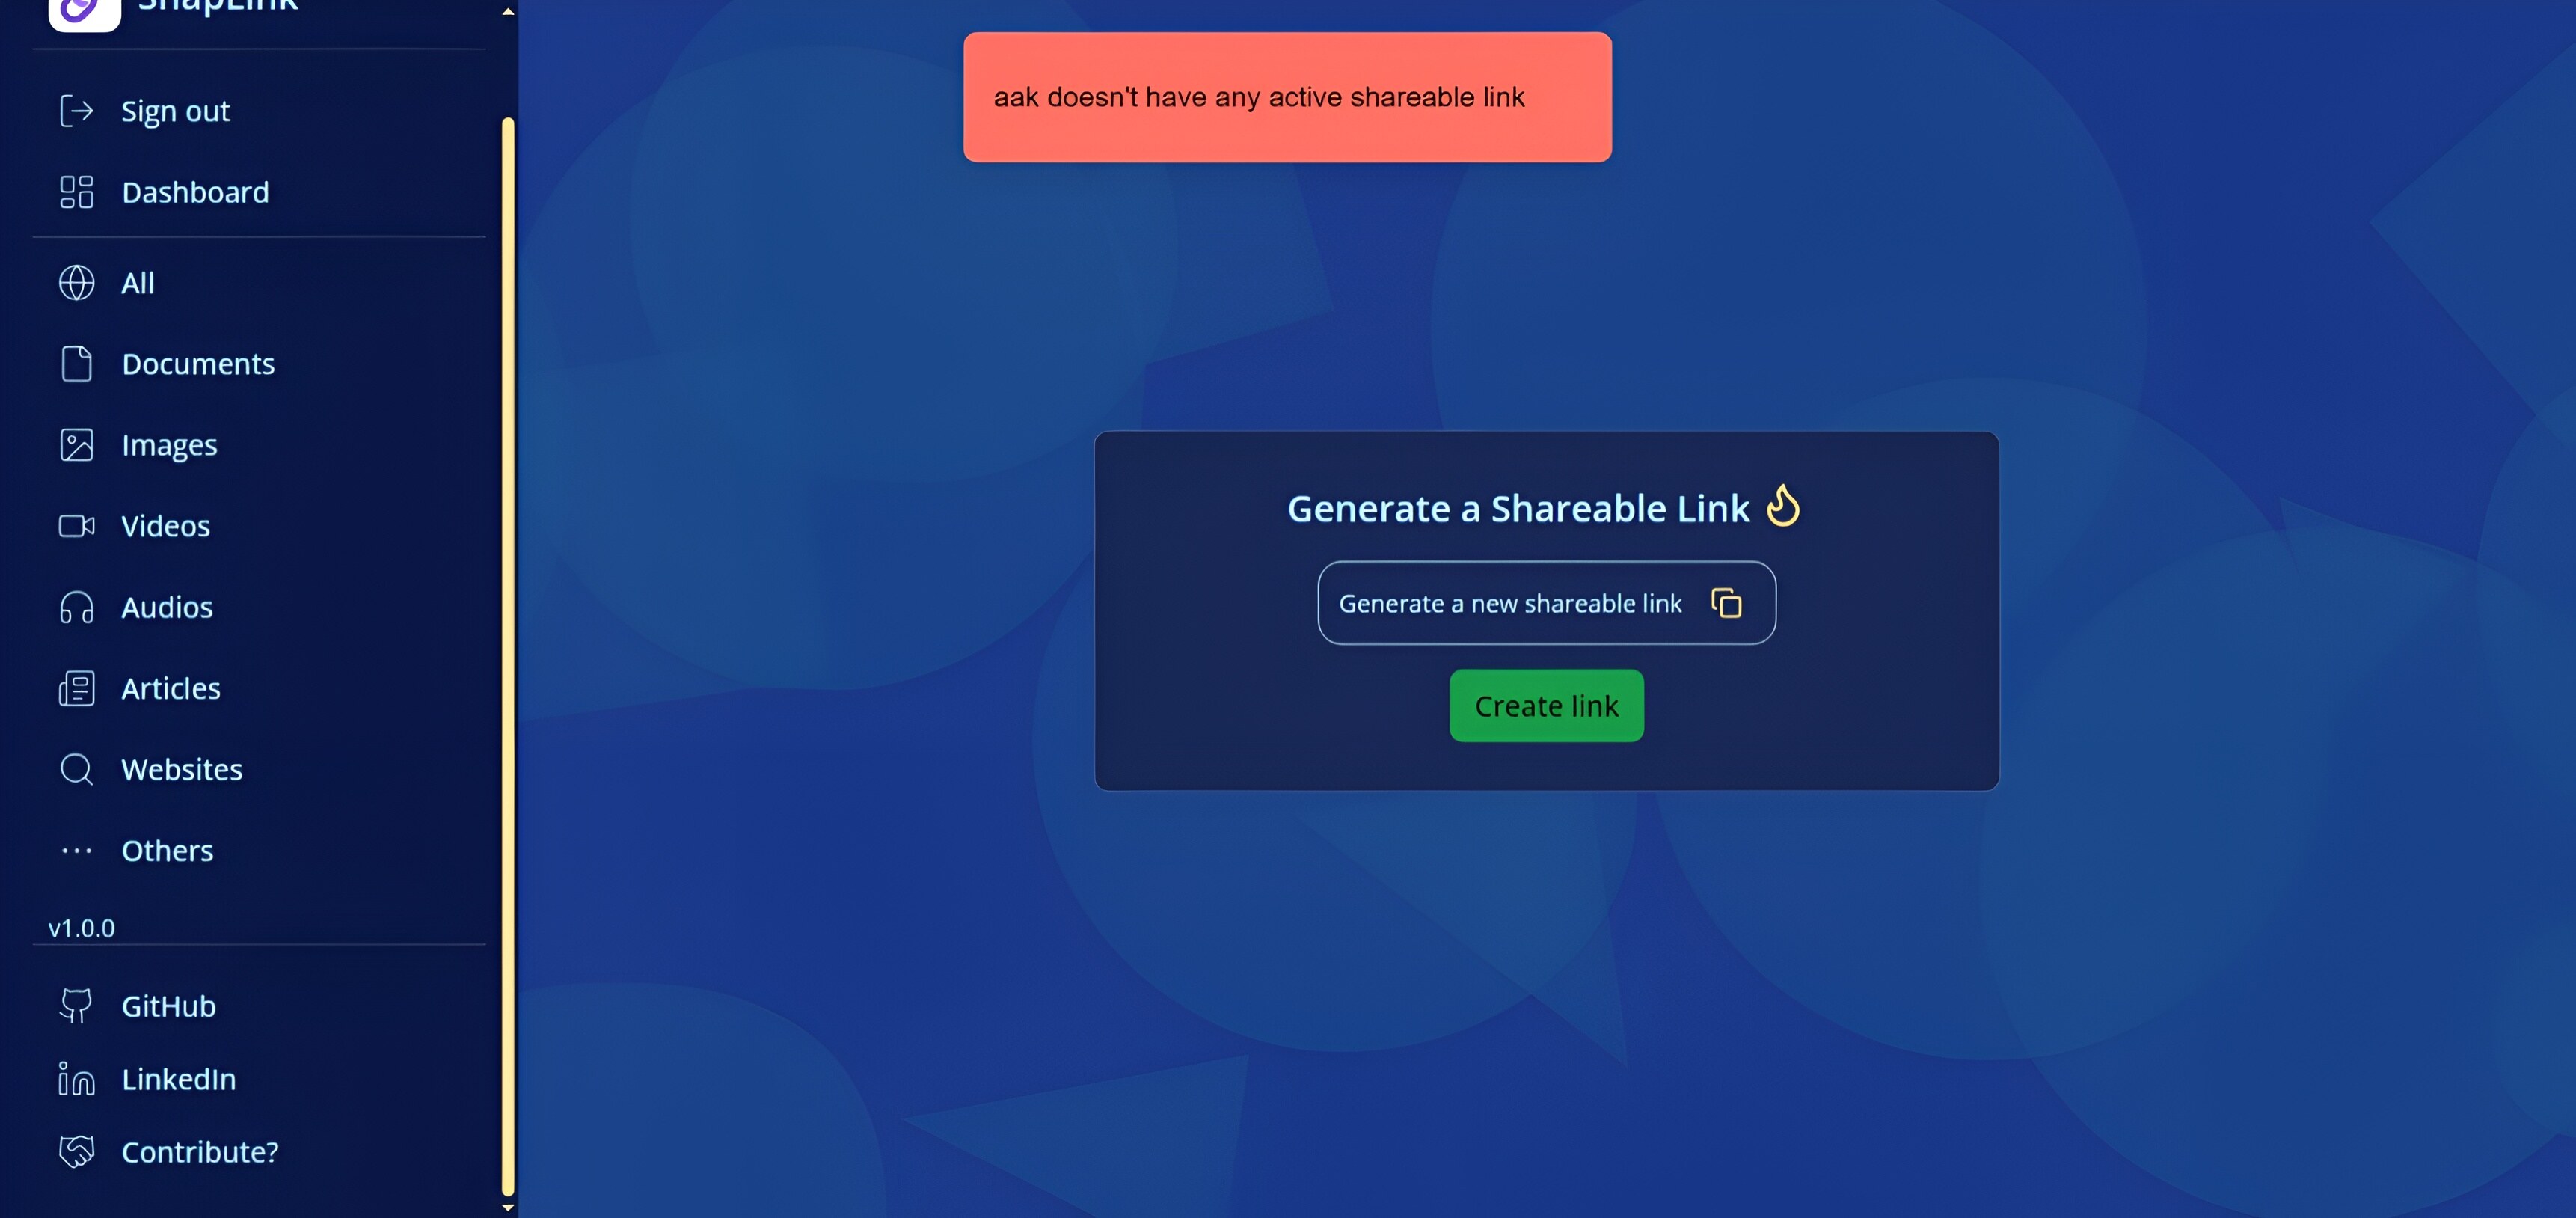 SnapLink
Sign out
Dashboard
All
Documents
Images
Videos
Audios
Articles
Websites
Others
v1.0.0
GitHub
LinkedIn
Contribute?
aak doesn't have any active shareable link
Generate a Shareable Link
Generate a new shareable link
Create link